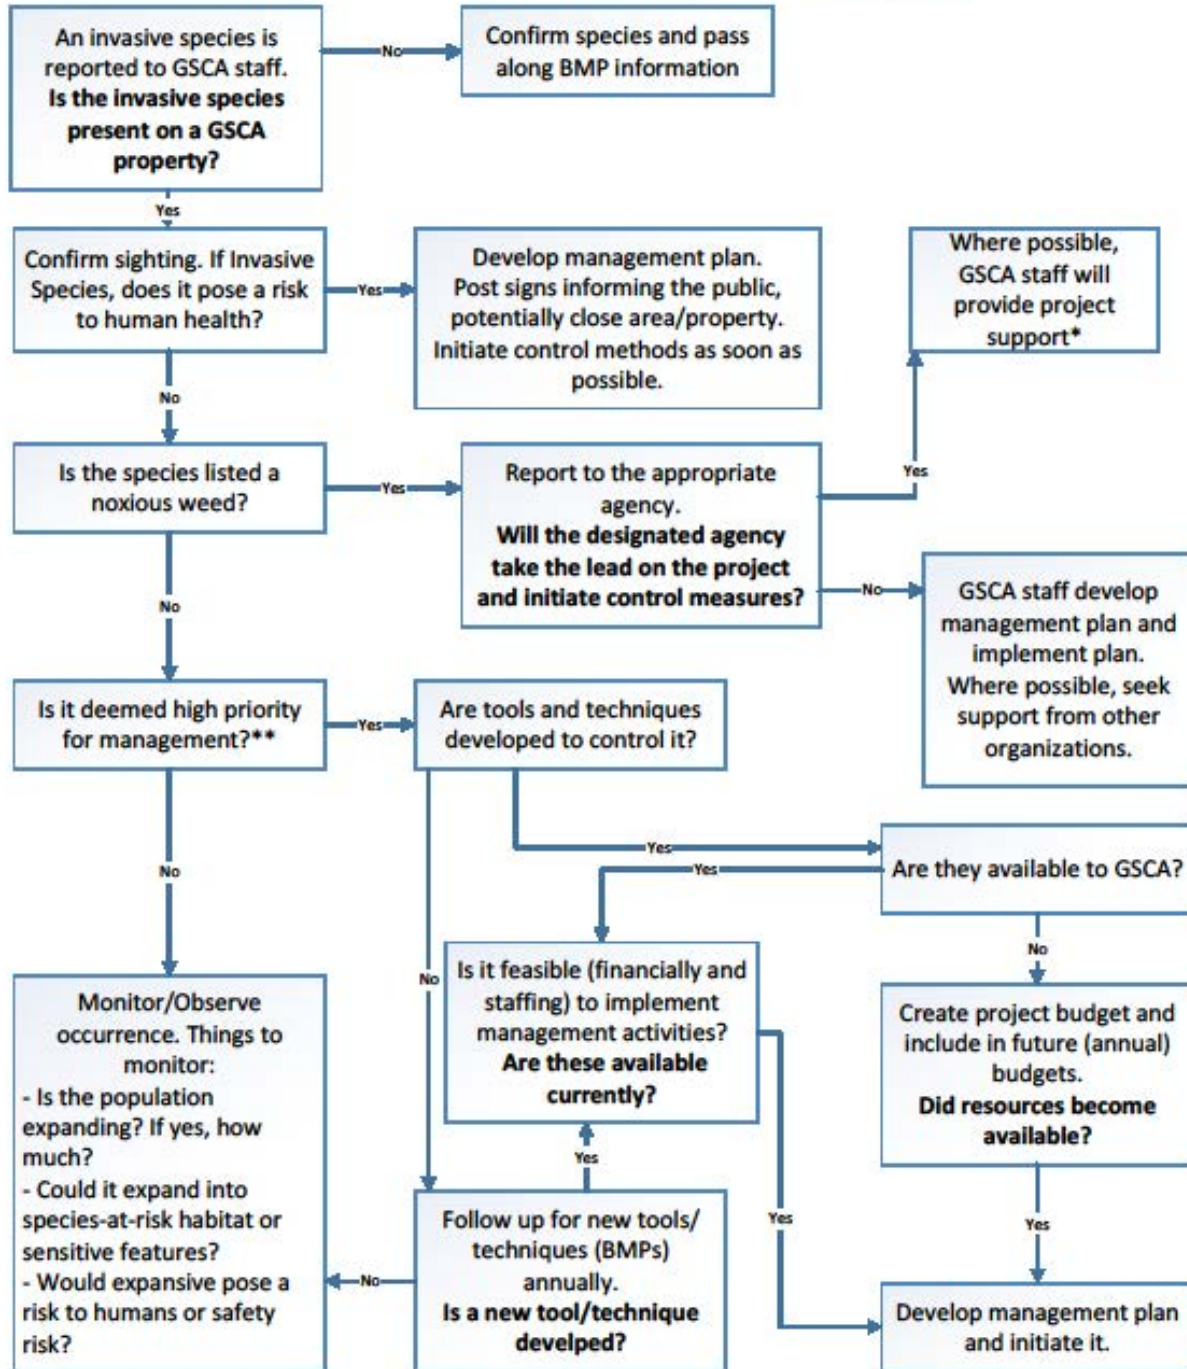 An invasive species is
reported to GSCA staff.
Is the invasive species
present on a GSCA
property?
No
Confirm species and pass
along BMP information
Yes
Confirm sighting. If Invasive
Species, does it pose a risk
to human health?
Yes
Develop management plan.
Post signs informing the public,
potentially close area/property.
Initiate control methods as soon as
possible.
Where possible,
GSCA staff will
provide project
support*
No
Is the species listed a
noxious weed?
Yes
Report to the appropriate
agency.
Will the designated agency
take the lead on the project
and initiate control measures?
Yes
No
GSCA staff develop
management plan and
implement plan.
Where possible, seek
support from other
organizations.
No
Is it deemed high priority
for management?**
Yes
Are tools and techniques
developed to control it?
Yes
Are they available to GSCA?
Yes
No
No
No
Is it feasible (financially and
staffing) to implement
management activities?
Are these available
currently?
Create project budget and
include in future (annual)
budgets.
Did resources become
available?
Monitor/Observe
occurrence. Things to
monitor:
- Is the population
expanding? If yes, how
much?
- Could it expand into
species-at-risk habitat or
sensitive features?
- Would expansive pose a
risk to humans or safety
risk?
Yes
Follow up for new tools/
techniques (BMPs)
annually.
Is a new tool/technique
develped?
No
Yes
Yes
Develop management plan
and initiate it.